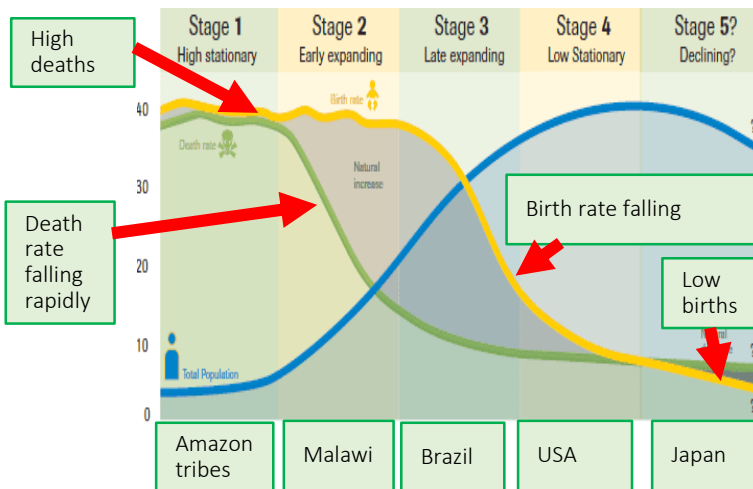 Stage 1
High stationary
Stage 2
Early expanding
Stage 3
Late expanding
Stage 4
Low Stationary
Stage 5?
Declining?
High
deaths
40
30
20
10
0
Birth rate
Death rate
Natural
increase
Death
rate
falling
rapidly
Birth rate falling
Low
births
Total Population
?
?
?
Amazon
tribes
Malawi
Brazil
USA
Japan